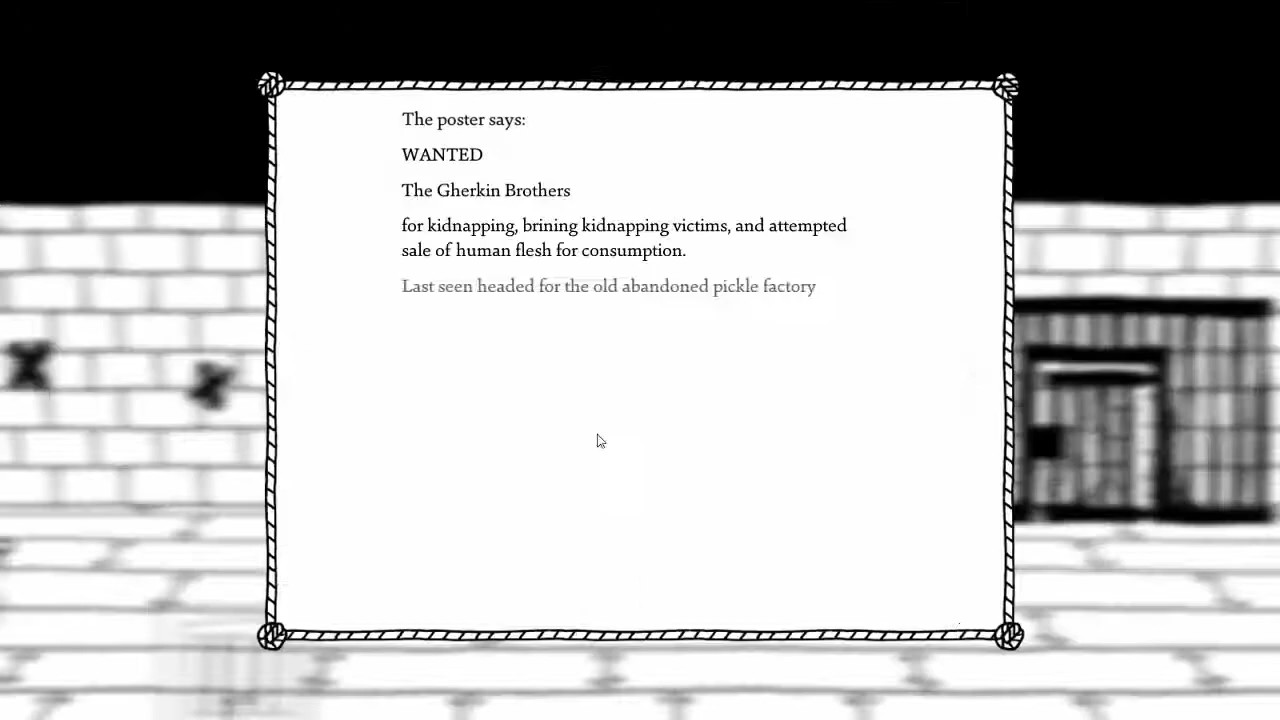 The poster says:
WANTED
The Gherkin Brothers
for kidnapping, brining kidnapping victims, and attempted
sale of human flesh for consumption.
Last seen headed for the old abandoned pickle factory